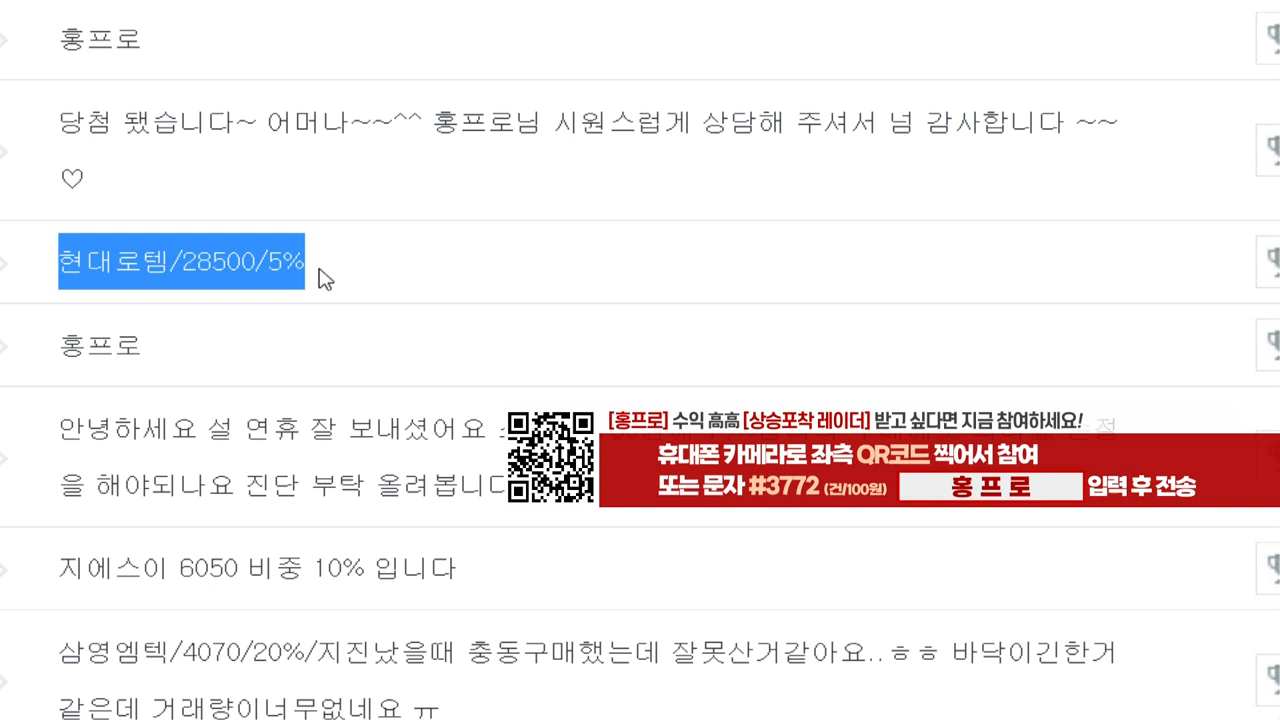 홍프로
당첨 됐습니다~ 어머나~~^^ 홍프로님 시원스럽게 상담해 주셔서 넘 감사합니다 ~~
♡
현대로템/28500/5%
홍프로
안녕하세요 설 연휴 잘 보내셨어요
을 해야되나요 진단 부탁 올려봅니다
[홍프로] 수익 高高 [상승포착 레이더] 받고 싶다면 지금 참여하세요!
휴대폰 카메라로 좌측 QR코드 찍어서 참여
또는 문자 #3772 (건/100원) 홍 프 로 입력 후 전송
지에스이 6050 비중 10% 입니다
삼영엠텍/4070/20%/지진났을때 충동구매했는데 잘못산거같아요..ㅎㅎ 바닥이긴한거
같은데 거래량이너무없네요 ㅠ